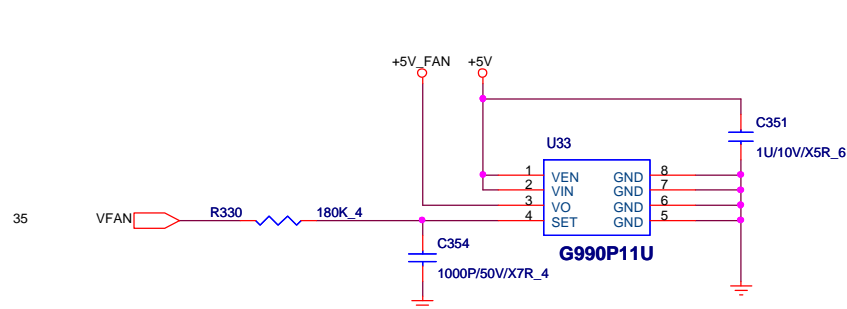 +5V_FAN +5V
C351
U33
1U/10V/X5R_6
1 VEN GND 8
2 VIN GND 7
3 VO GND 6
4 SET GND 5
35 VFAN R330 180K_4
C354
G990P11U
1000P/50V/X7R_4